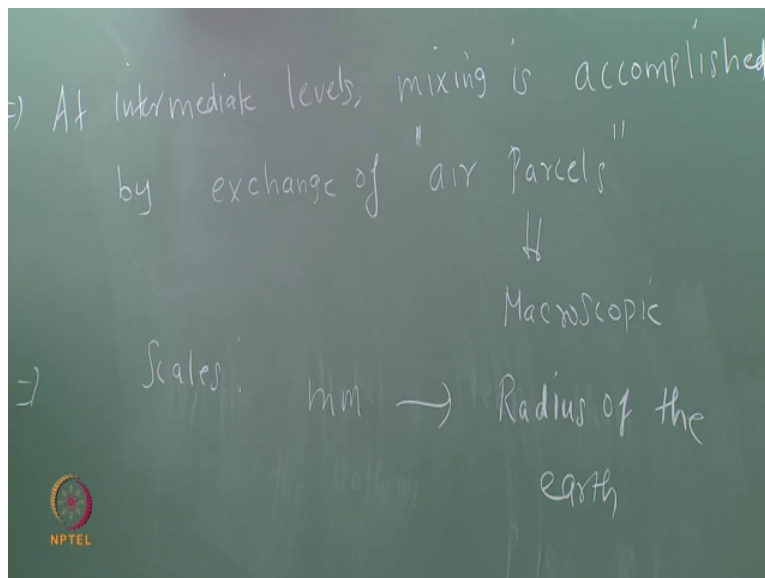 =) At intermediate levels, mixing is accomplished
by exchange of "air parcels"
Macroscopic
=) Scales: mm → Radius of the
earth
NPTEL